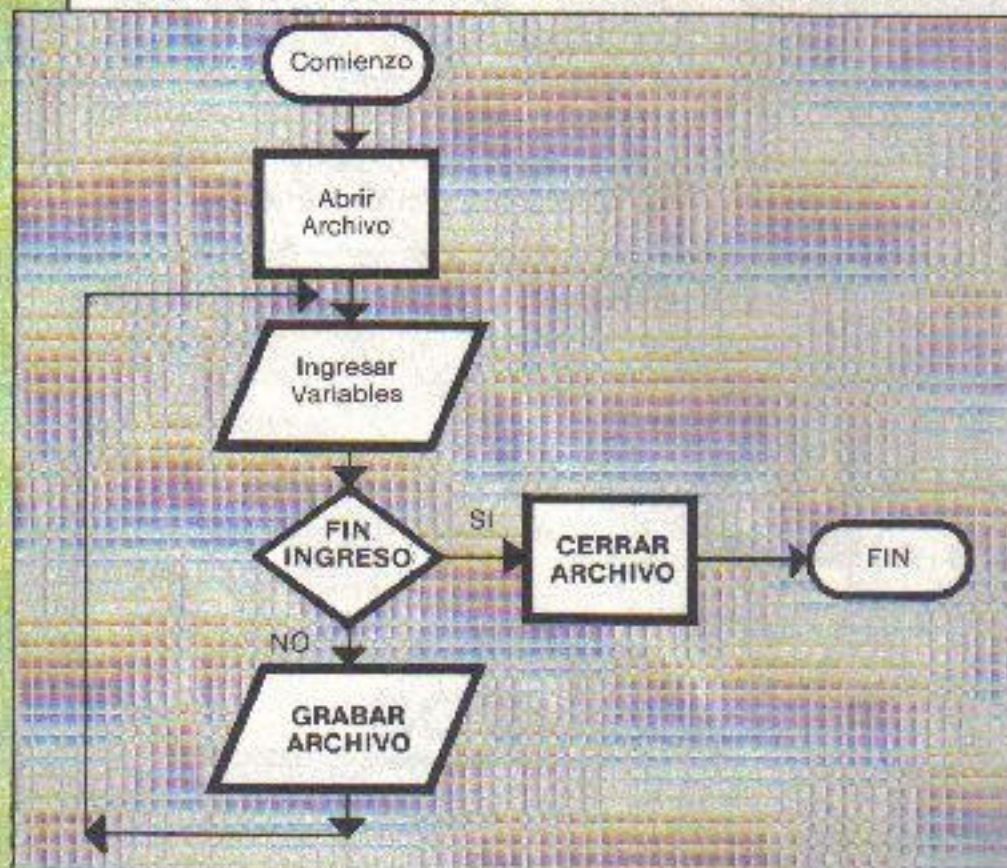 Comienzo
Abrir
Archivo
Ingresar
Variables
FIN
INGRESO
SI
CERRAR
ARCHIVO
FIN
NO
GRABAR
ARCHIVO